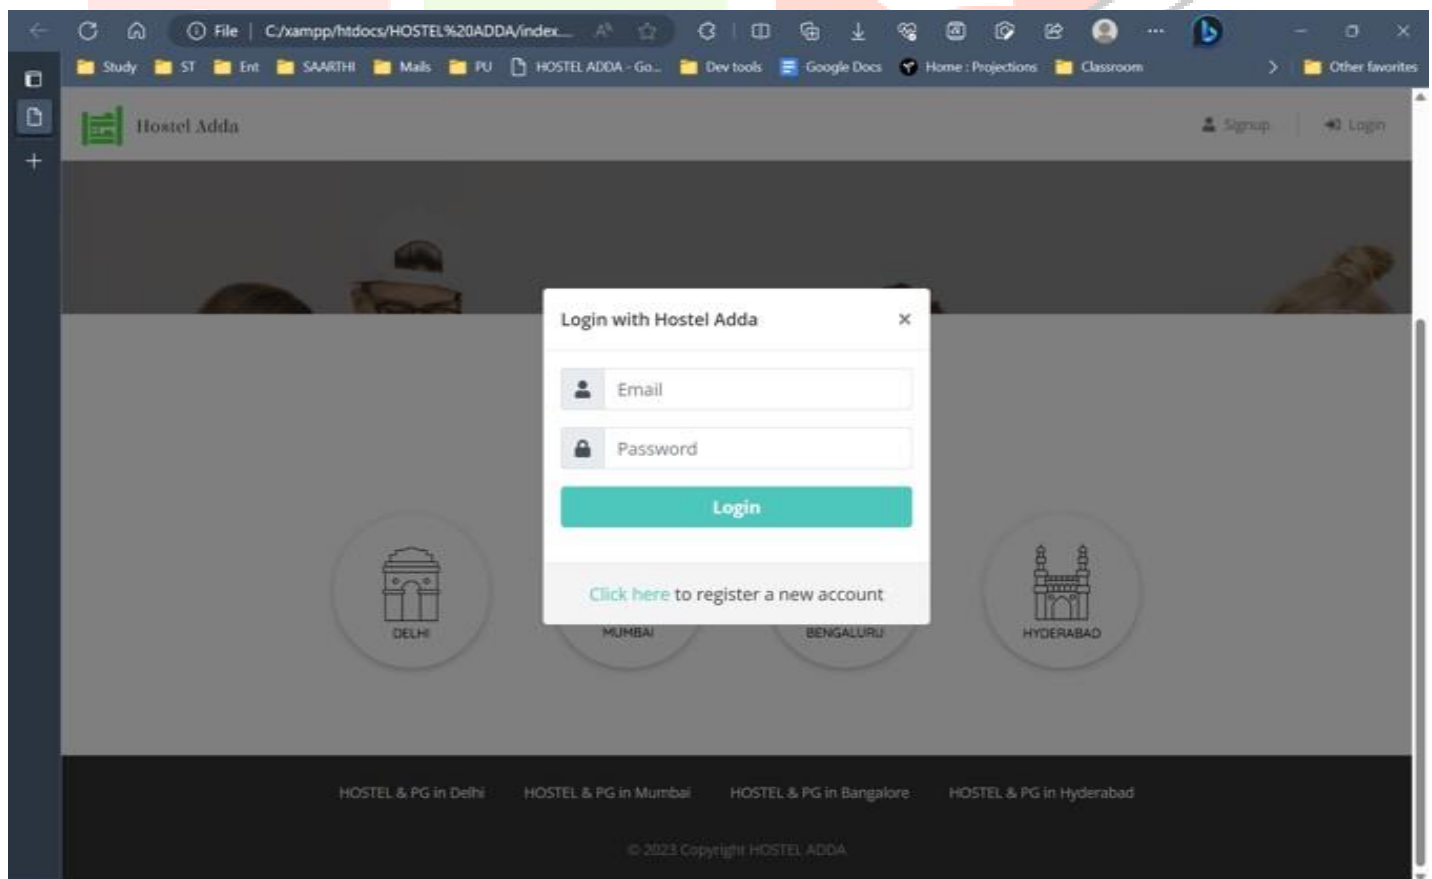 File | C:/xampp/htdocs/HOSTEL%20ADDA/index...
Study ST Ent SAARTHI Mails PU HOSTEL ADDA - Go... Dev tools Google Docs Home : Projections Classroom Other favorites
Hostel Adda Signup Login
Login with Hostel Adda ×
Email
Password
Login
Click here to register a new account
DELHI MUMBAI BENGALURU HYDERABAD
HOSTEL & PG in Delhi HOSTEL & PG in Mumbai HOSTEL & PG in Bangalore HOSTEL & PG in Hyderabad
© 2023 Copyright HOSTEL ADDA